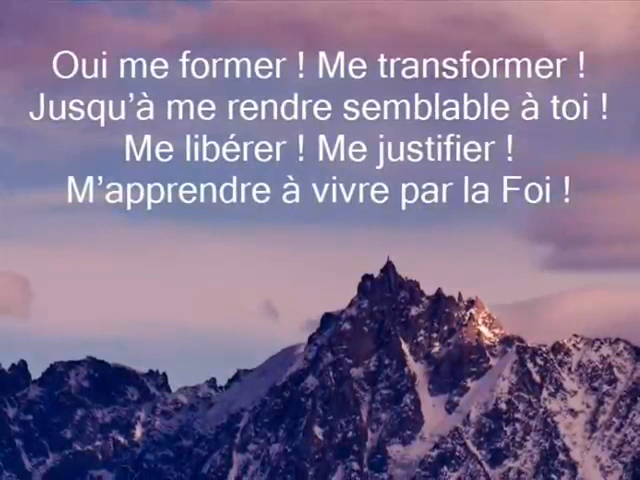 Oui me former ! Me transformer !
Jusqu’à me rendre semblable à toi !
Me libérer ! Me justifier !
M’apprendre à vivre par la Foi !